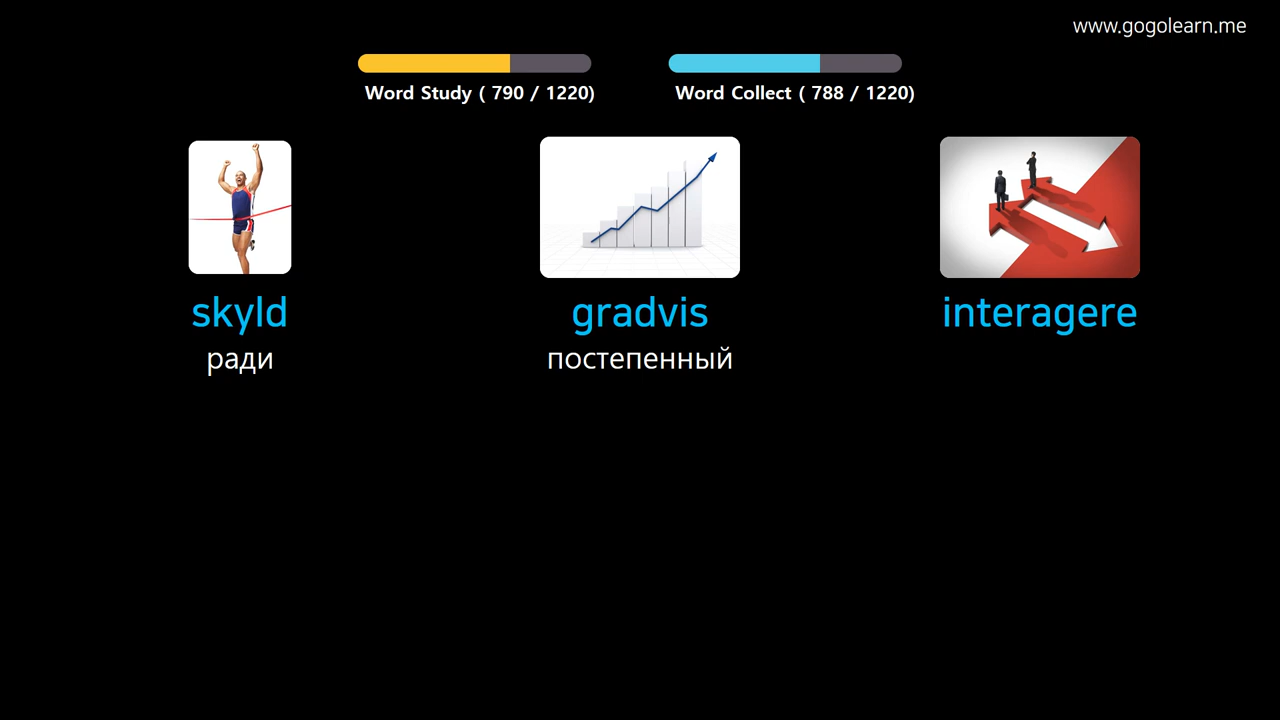 www.gogolearn.me
Word Study ( 790 / 1220)
Word Collect ( 788 / 1220)
skyld
ради
gradvis
постепенный
interagere